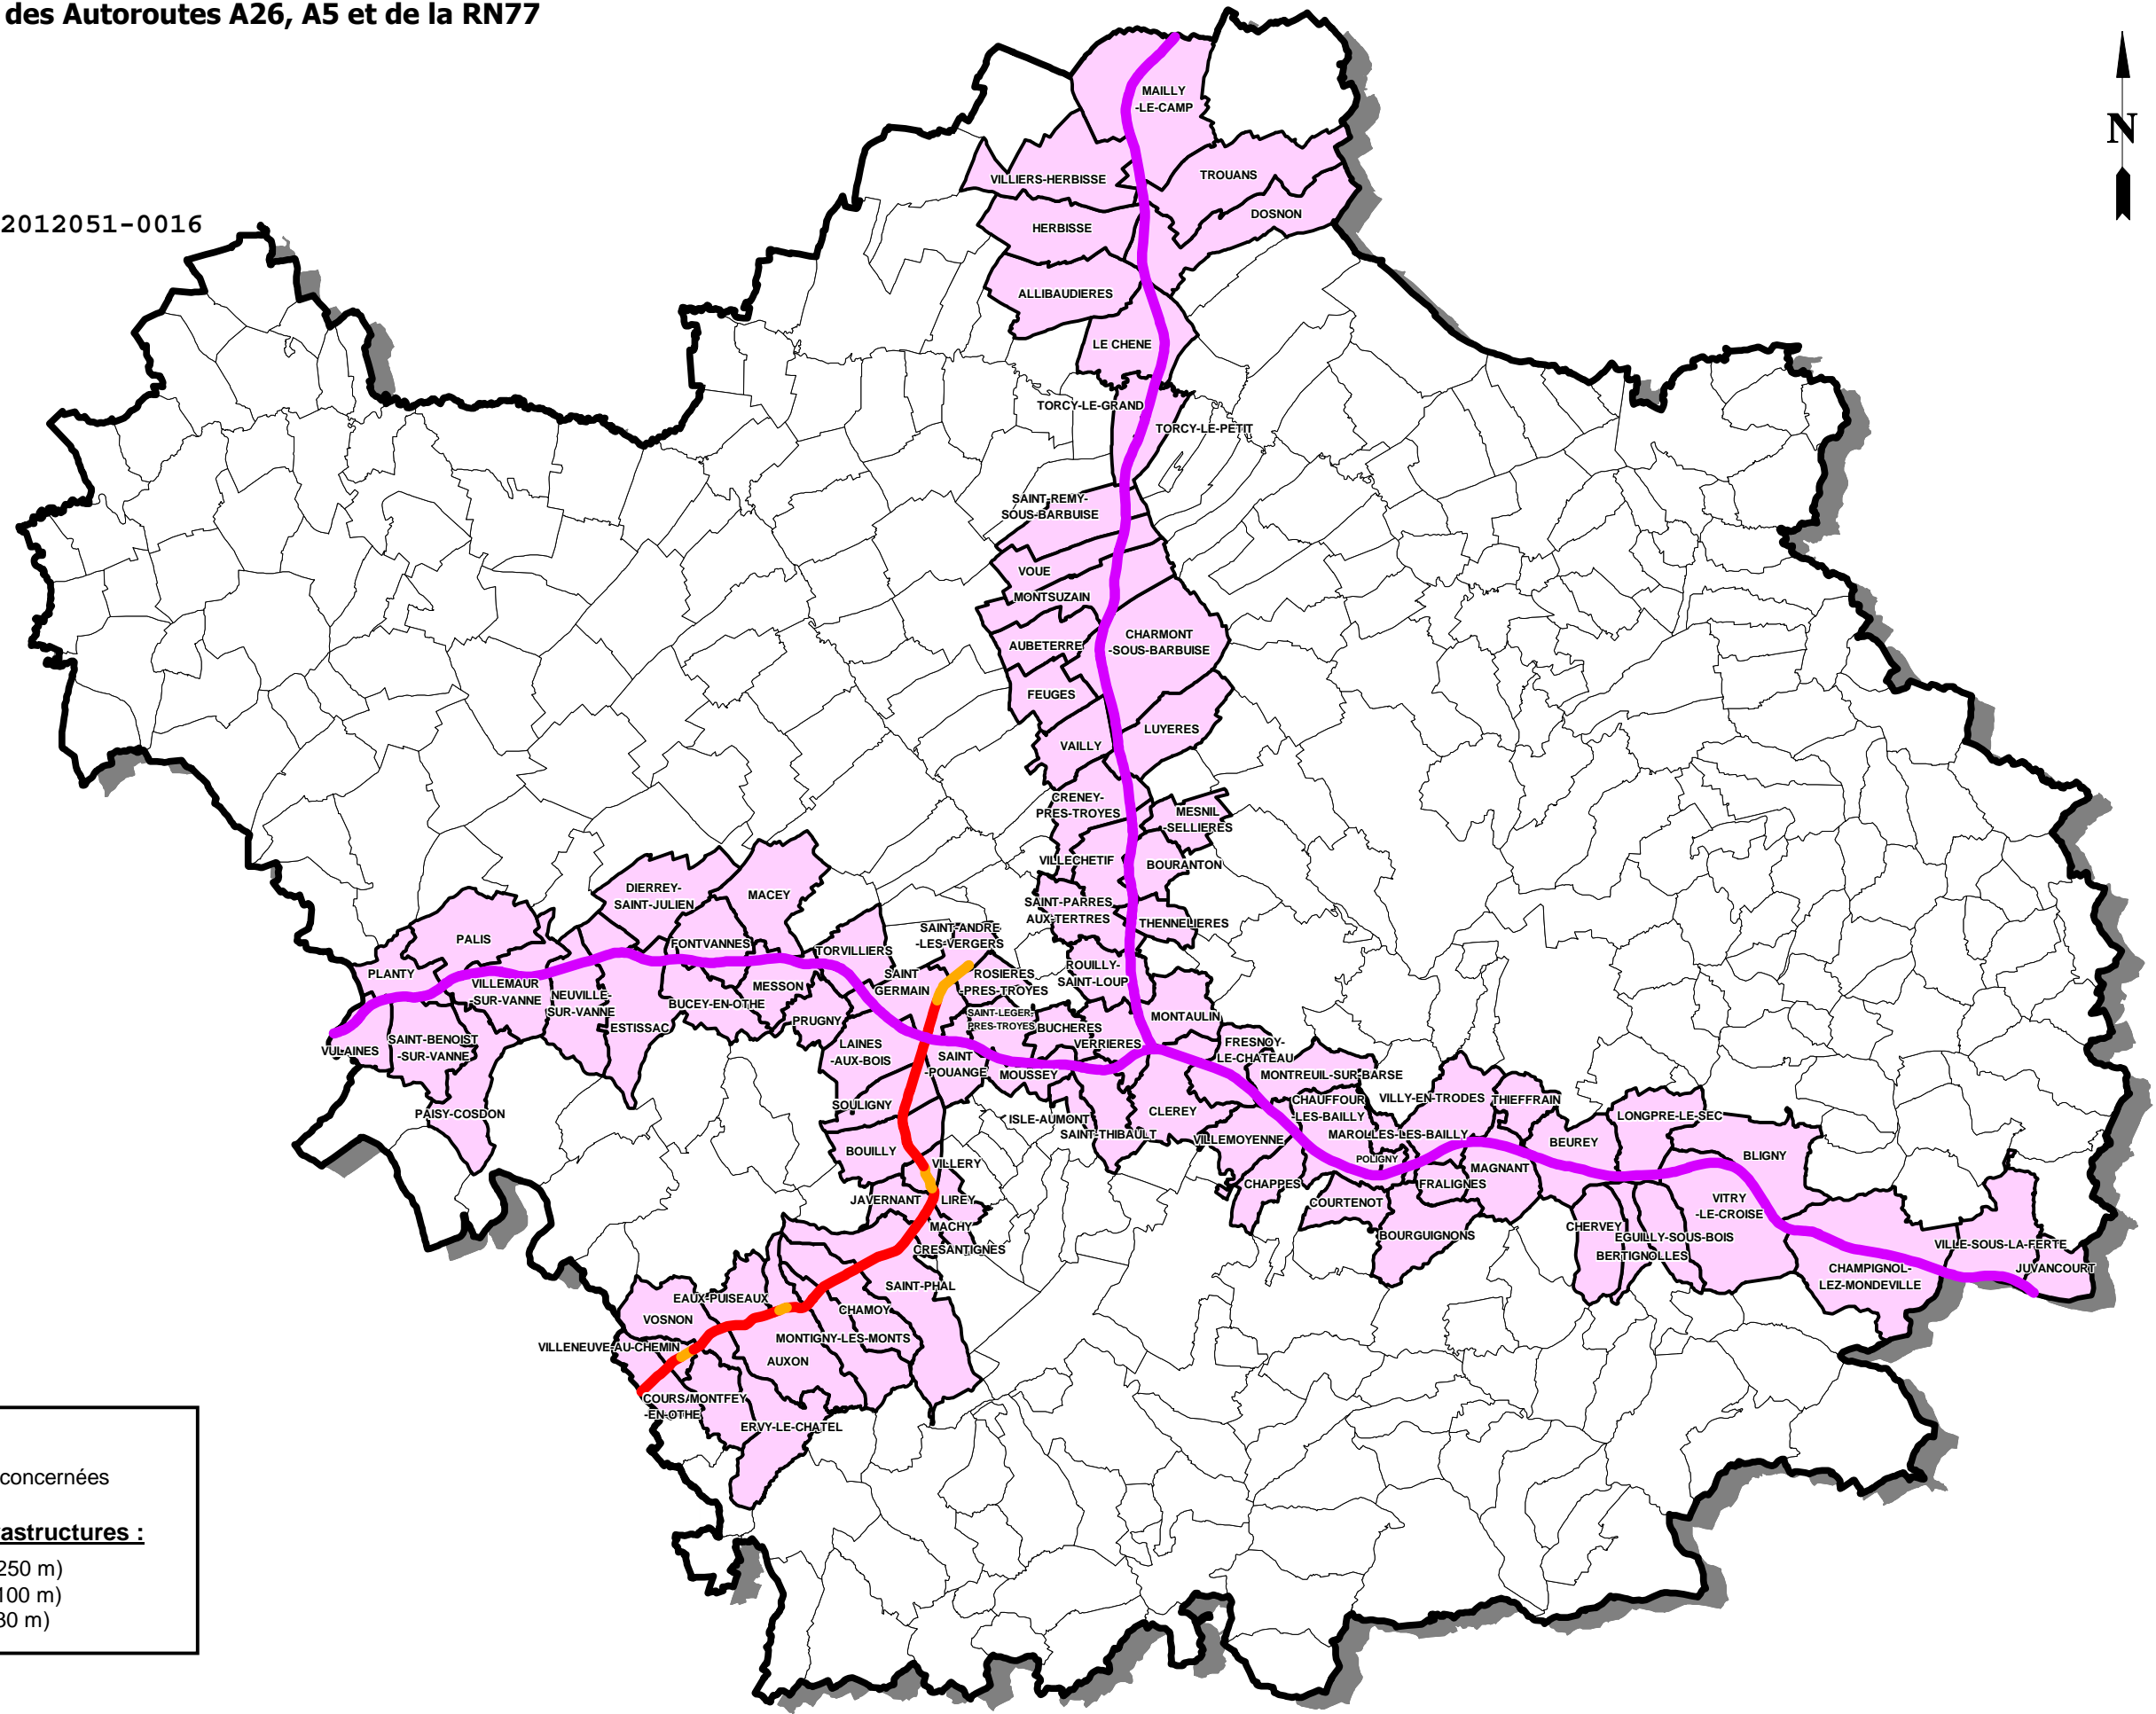 des Autoroutes A26, A5 et de la RN77
N
2012051-0016
MAILLY
-LE-CAMP
VILLIERS-HERBISSE
TROUANS
DOSNON
HERBISSE
ALLIBAUDIERES
LE CHENE
TORCY-LE-GRAND
TORCY-LE-PETIT
SAINT-REMY-
SOUS-BARBUISE
VOUE
MONTSUZAIN
AUBETERRE
CHARMONT
-SOUS-BARBUISE
FEUGES
LUYERES
VAILLY
CRENEY-
PRES-TROYES
MESNIL
-SELLIERES
VILLECHETIF
BOURANTON
SAINT-PARRES
AUX-TERTRES
THENNELIERES
DIERREY-
SAINT-JULIEN
MACEY
PALIS
FONTVANNES
TORVILLIERS
SAINT-ANDRE
-LES-VERGERS
PLANTY
VILLEMAUR
-SUR-VANNE
NEUVILLE-
SUR-VANNE
ESTISSAC
BUCEY-EN-OTHE
MESSON
PRUGNY
SAINT
GERMAIN
ROSIERES
-PRES-TROYES
ROUILLY-
SAINT-LOUP
SAINT-LEGER-
PRES-TROYES
BUCHERES
VERRIERES
MONTAULIN
VULAINES
SAINT-BENOIST
-SUR-VANNE
PAISY-COSDON
LAINES
-AUX-BOIS
SAINT
-POUANGE
MOUSSEY
FRESNOY-
LE-CHATEAU
MONTREUIL-SUR-BARSE
SOULIGNY
ISLE-AUMONT
SAINT-THIBAULT
CLEREY
CHAUFFOUR
-LES-BAILLY
VILLY-EN-TRODES
THIEFFRAIN
LONGPRE-LE-SEC
BOUILLY
VILLERY
VILLEMOYENNE
MAROLLES-LES-BAILLY
POLIGNY
BEUREY
BLIGNY
MAGNANT
JAVERNANT
LIREY
CHAPPES
COURTENOT
FRALIGNES
MACHY
CRESANTIGNES
BOURGUIGNONS
CHERVEY
EGUILLY-SOUS-BOIS
BERTIGNOLLES
VITRY
-LE-CROISE
VILLE-SOUS-LA-FERTE
CHAMPIGNOL-
LEZ-MONDEVILLE
JUVANCOURT
EAUX-PUISEAUX
SAINT-PHAL
VOSNON
CHAMOY
MONTIGNY-LES-MONTS
VILLENEUVE-AU-CHEMIN
AUXON
COURSAN
-EN-OTHE
MONTFEY
ERVY-LE-CHATEL
concernées
astructures :
250 m)
100 m)
30 m)